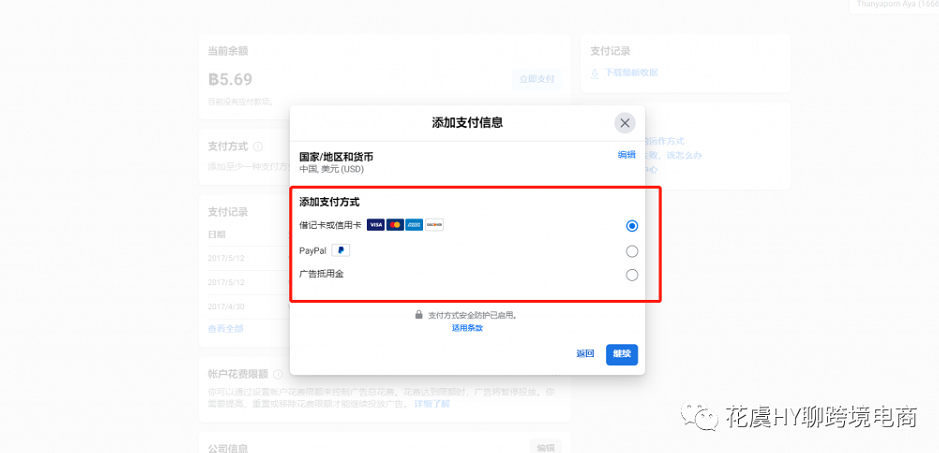 Thanyaporn Aya (1666
当前余额
฿5.69
立即支付
目前没有应付款项。
支付记录
下载最新收据
支付方式
添加至少一种支付方
的运作方式
失败，该怎么办
中心
支付记录
日期
2017/5/12
2017/5/12
2017/4/30
查看全部
帐户花费限额
你可以通过设置帐户花费限额来控制广告总花费。花费达到限额时，广告将暂停投放。你
需要提高、重置或移除花费限额才能继续投放广告。 详细了解
公司信息
编辑
添加支付信息
国家/地区和货币
编辑
中国, 美元 (USD)
添加支付方式
借记卡或信用卡 VISA
PayPal
广告抵用金
支付方式安全防护已启用。
适用条款
返回
继续
花虞HY聊跨境电商